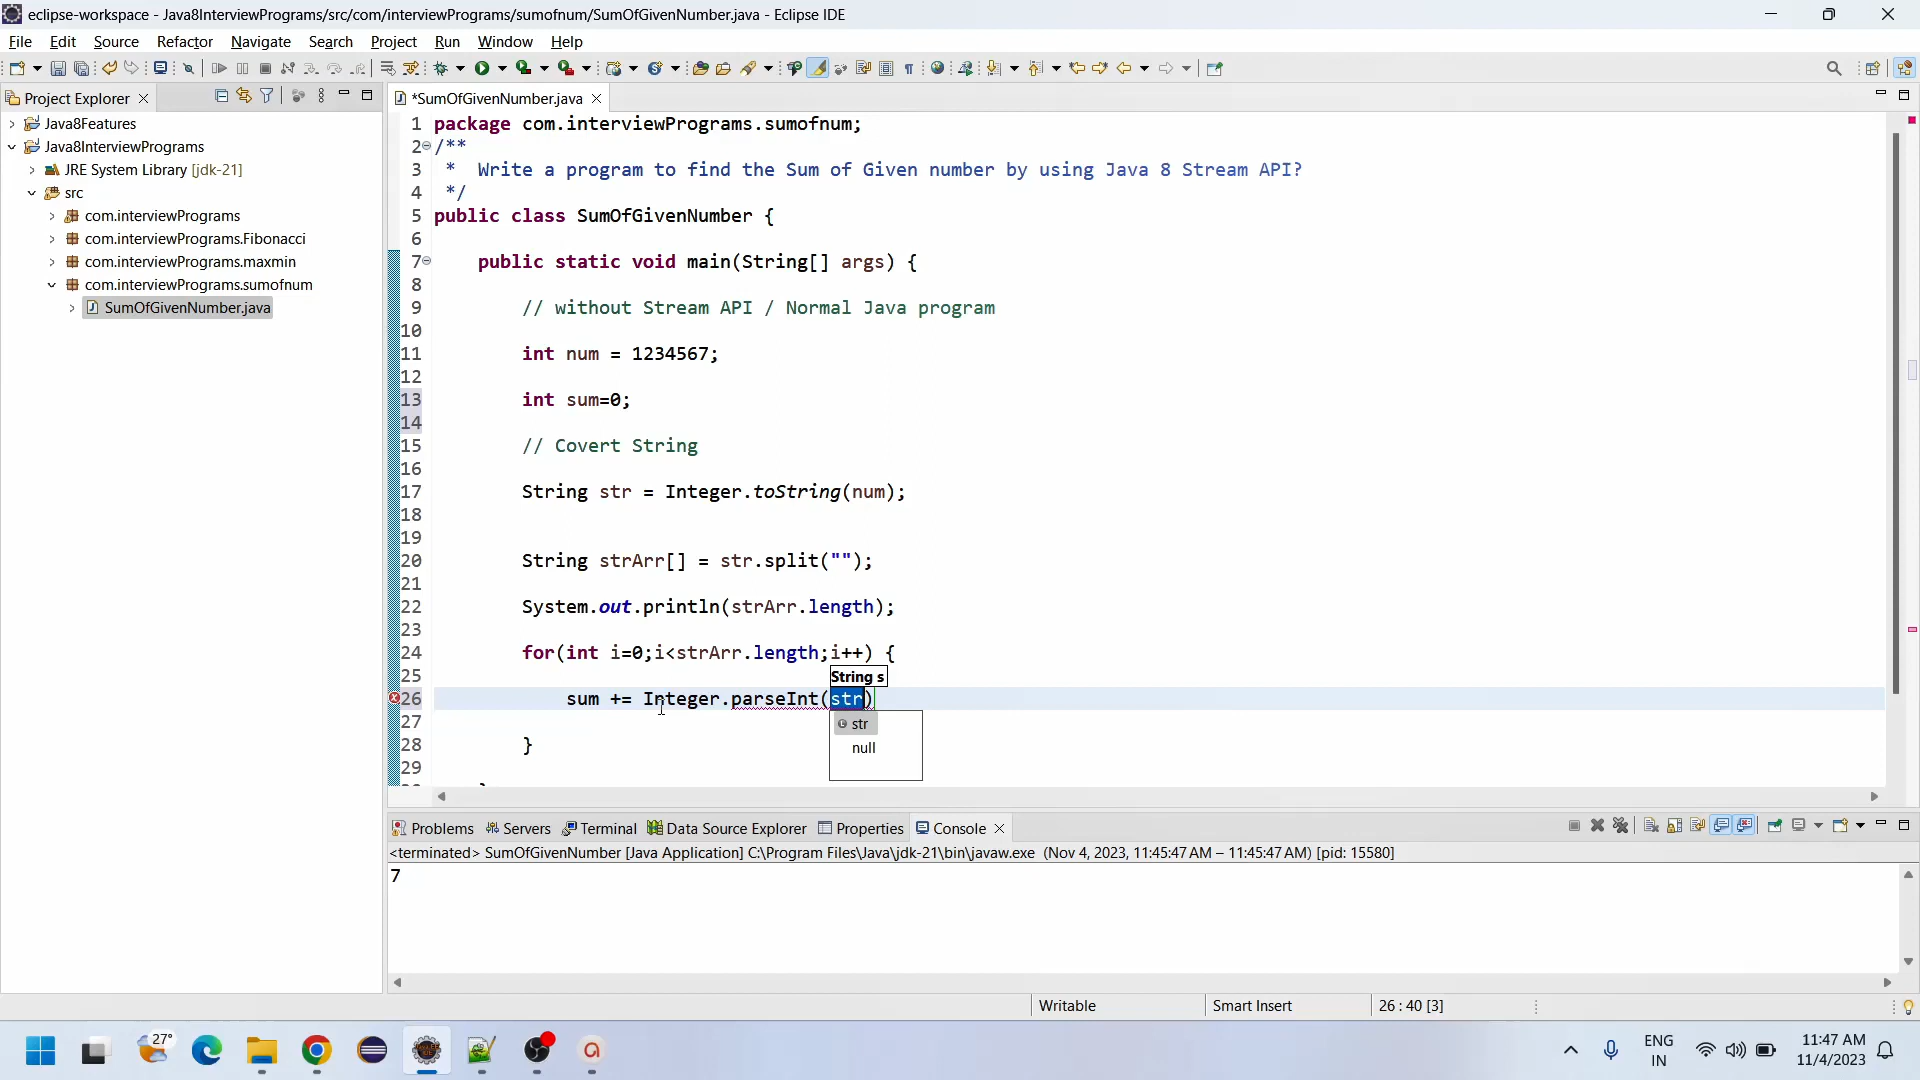 eclipse-workspace - Java8InterviewPrograms/src/com/interviewPrograms/sumofnum/SumOfGivenNumber.java - Eclipse IDE
File Edit Source Refactor Navigate Search Project Run Window Help
Project Explorer
Java8Features
Java8InterviewPrograms
JRE System Library [jdk-21]
src
com.interviewPrograms
com.interviewPrograms.Fibonacci
com.interviewPrograms.maxmin
com.interviewPrograms.sumofnum
SumOfGivenNumber.java
*SumOfGivenNumber.java
1 package com.interviewPrograms.sumofnum;
2 /**
3 * Write a program to find the Sum of Given number by using Java 8 Stream API?
4 */
5 public class SumOfGivenNumber {
6
7 public static void main(String[] args) {
8
9 // without Stream API / Normal Java program
10
11 int num = 1234567;
12
13 int sum=0;
14
15 // Covert String
16
17 String str = Integer.toString(num);
18
19
20 String strArr[] = str.split("");
21
22 System.out.println(strArr.length);
23
24 for(int i=0;i<strArr.length;i++) {
25
String s
26 sum += Integer.parseInt(str)
27
str
null
28 }
29
Problems Servers Terminal Data Source Explorer Properties Console
<terminated> SumOfGivenNumber [Java Application] C:\Program Files\Java\jdk-21\bin\javaw.exe (Nov 4, 2023, 11:45:47 AM – 11:45:47 AM) [pid: 15580]
7
Writable Smart Insert 26 : 40 [3]
27°
ENG
IN
11:47 AM
11/4/2023